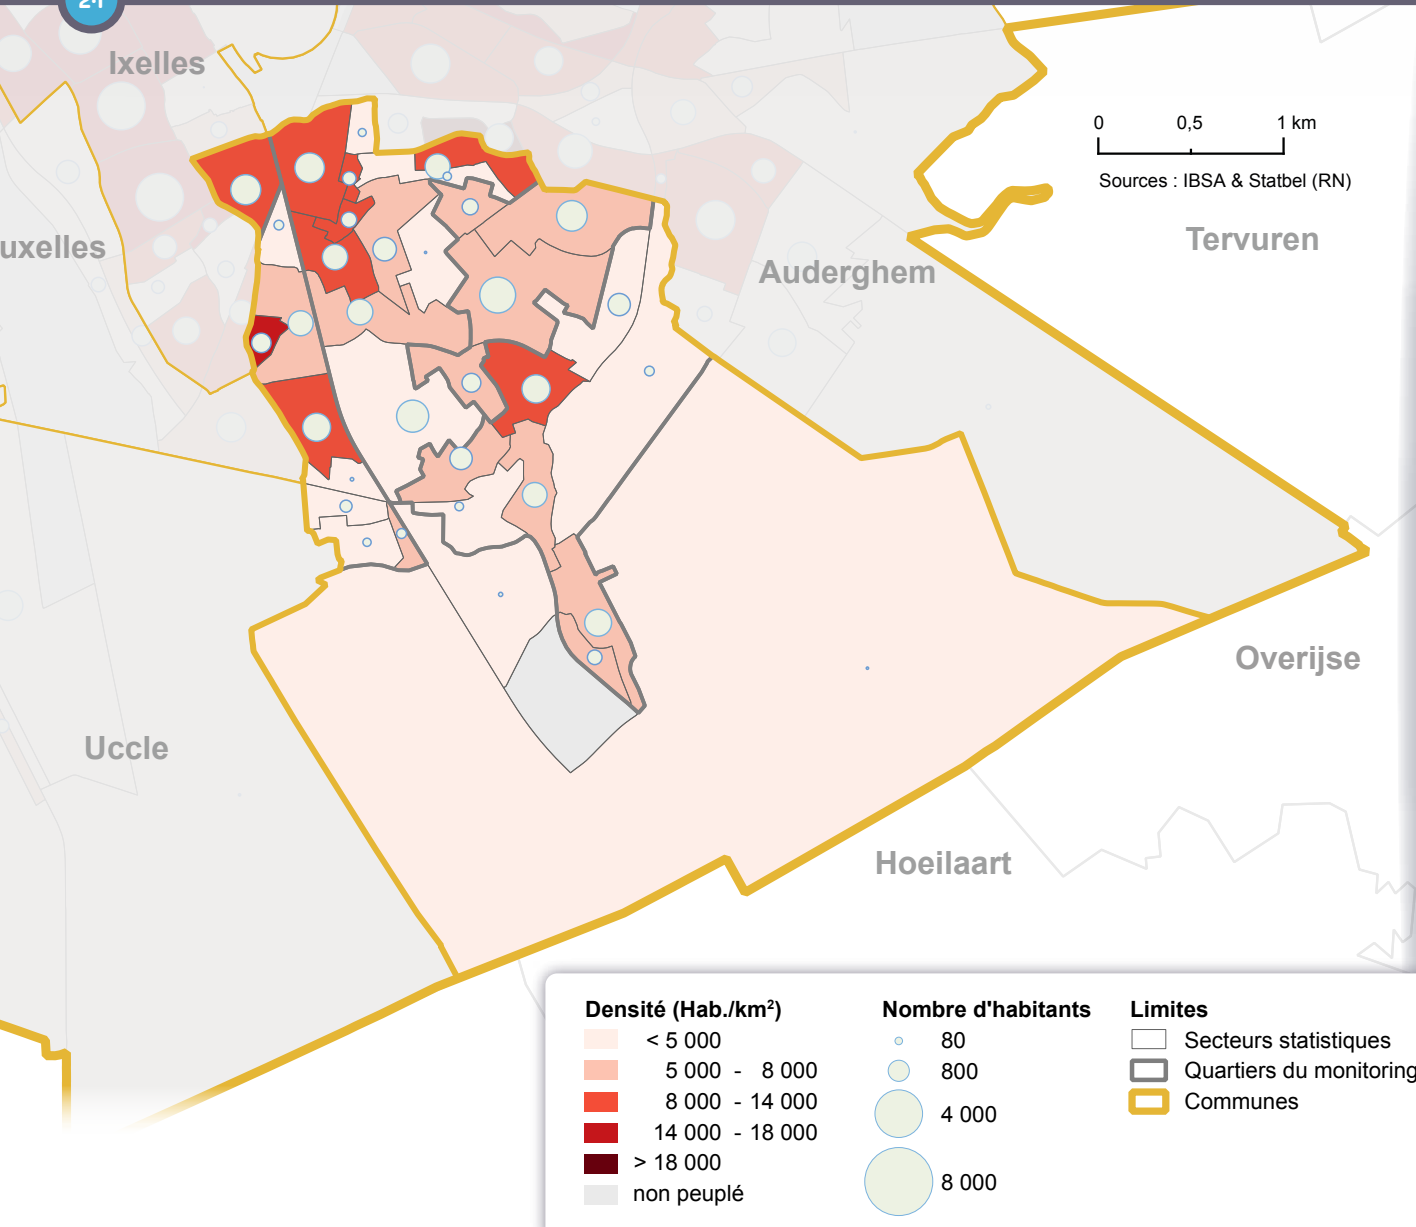 24
Ixelles
0 0,5 1 km
Sources : IBSA & Statbel (RN)
uxelles
Tervuren
Auderghem
Overijse
Uccle
Hoeilaart
Densité (Hab./km²)
< 5 000
5 000 - 8 000
8 000 - 14 000
14 000 - 18 000
> 18 000
non peuplé
Nombre d'habitants
80
800
4 000
8 000
Limites
Secteurs statistiques
Quartiers du monitoring
Communes